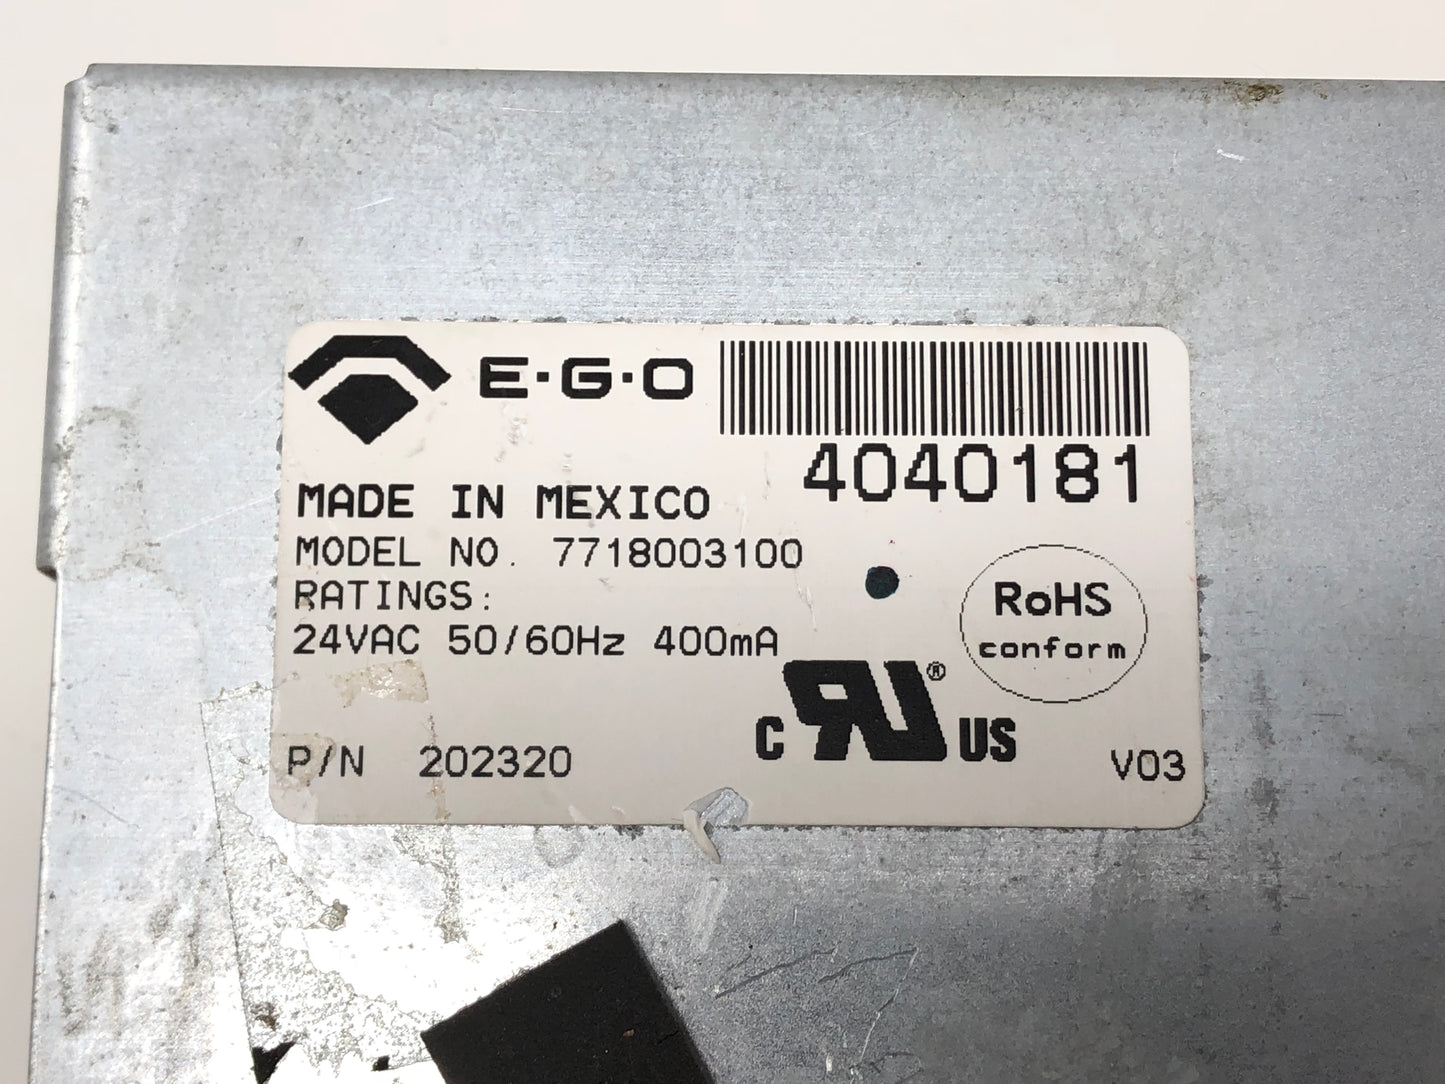 E·G·O
4040181
MADE IN MEXICO
MODEL NO. 7718003100
RATINGS:
24VAC 50/60Hz 400mA
RoHS
conform
C RU® US
P/N 202320
V03